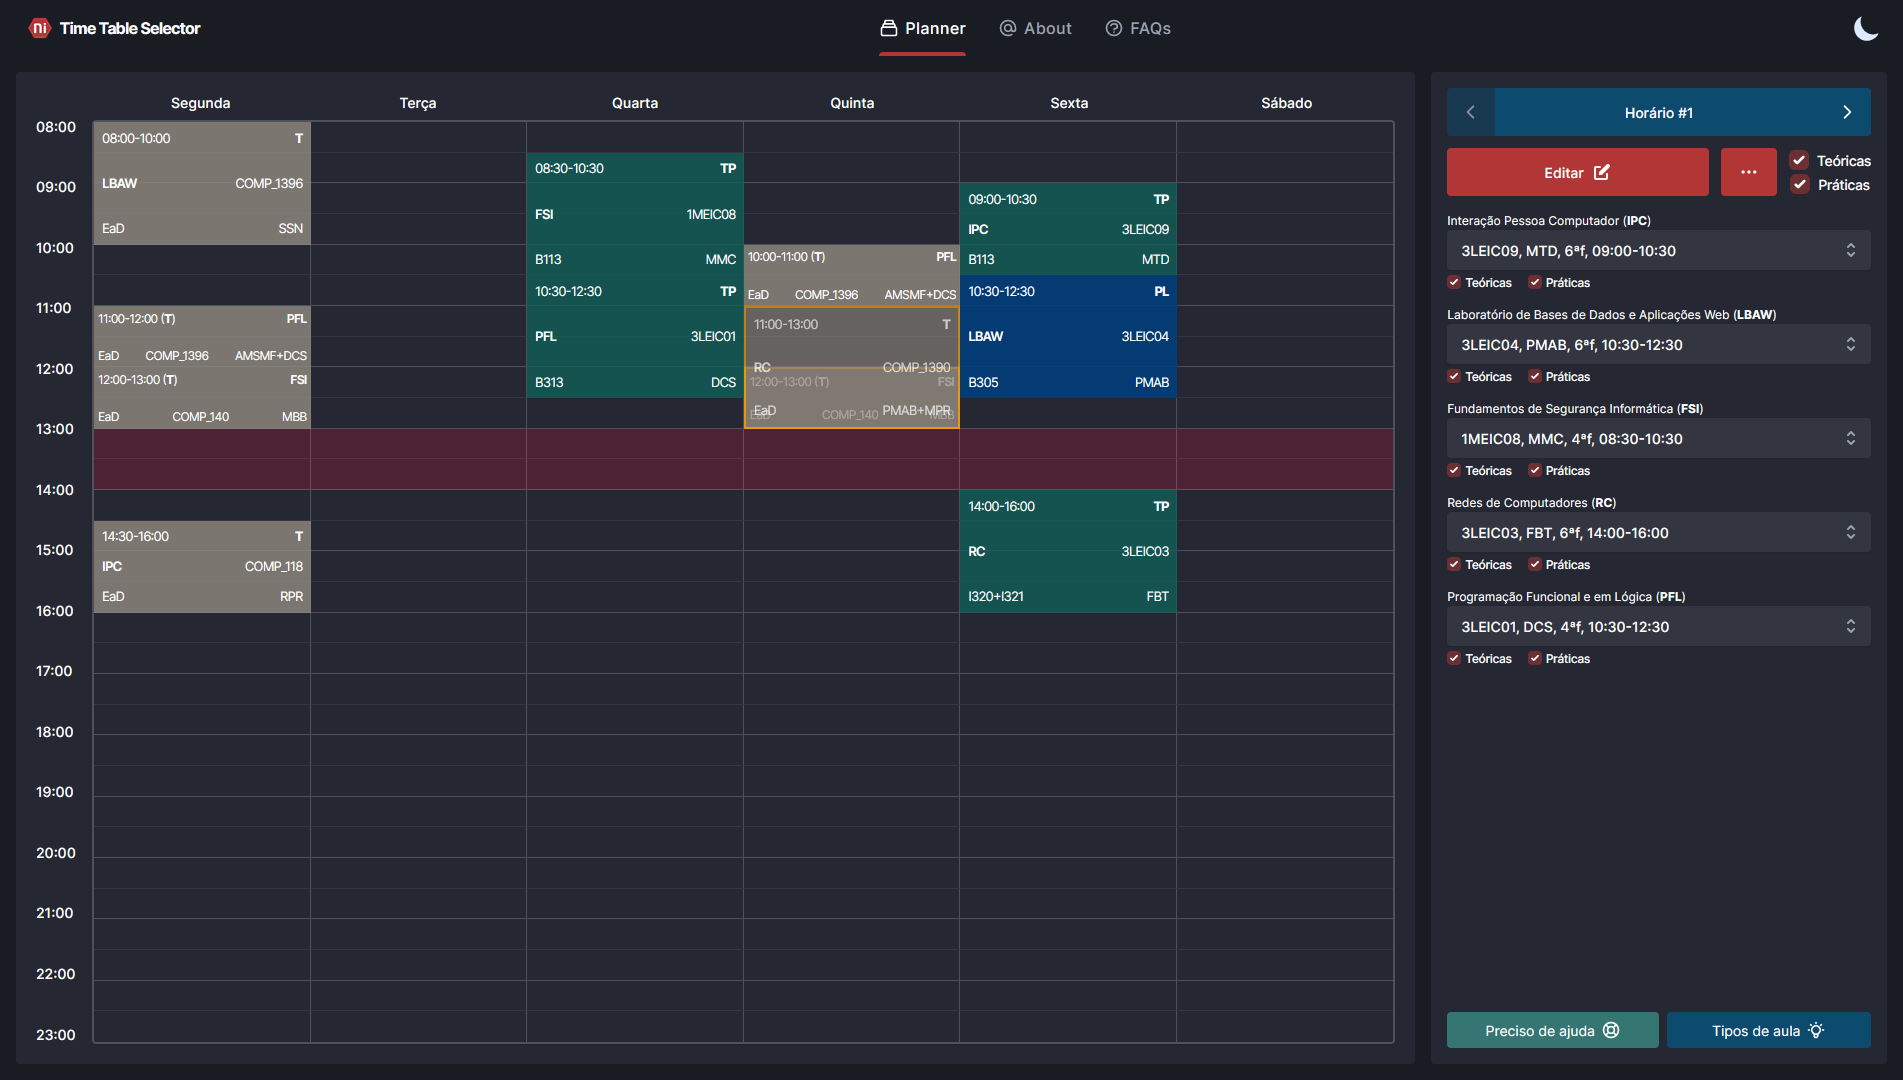 ni Time Table Selector
Planner
About
FAQs
Segunda
Terça
Quarta
Quinta
Sexta
Sábado
08:00
09:00
10:00
11:00
12:00
13:00
14:00
15:00
16:00
17:00
18:00
19:00
20:00
21:00
22:00
23:00
08:00-10:00 T
LBAW COMP_1396
EaD SSN
11:00-12:00 (T) PFL
EaD COMP_1396 AMSMF+DCS
12:00-13:00 (T) FSI
EaD COMP_140 MBB
14:30-16:00 T
IPC COMP_118
EaD RPR
08:30-10:30 TP
FSI 1MEIC08
B113 MMC
10:30-12:30 TP
PFL 3LEIC01
B313 DCS
10:00-11:00 (T) PFL
EaD COMP_1396 AMSMF+DCS
11:00-13:00 T
RC COMP_1390
EaD PMAB+MPR
12:00-13:00 (T) FSI
EaD COMP_140 MBB
09:00-10:30 TP
IPC 3LEIC09
B113 MTD
10:30-12:30 PL
LBAW 3LEIC04
B305 PMAB
14:00-16:00 TP
RC 3LEIC03
I320+I321 FBT
Horário #1
Editar
...
Teóricas
Práticas
Interação Pessoa Computador (IPC)
3LEIC09, MTD, 6ªf, 09:00-10:30
Teóricas Práticas
Laboratório de Bases de Dados e Aplicações Web (LBAW)
3LEIC04, PMAB, 6ªf, 10:30-12:30
Teóricas Práticas
Fundamentos de Segurança Informática (FSI)
1MEIC08, MMC, 4ªf, 08:30-10:30
Teóricas Práticas
Redes de Computadores (RC)
3LEIC03, FBT, 6ªf, 14:00-16:00
Teóricas Práticas
Programação Funcional e em Lógica (PFL)
3LEIC01, DCS, 4ªf, 10:30-12:30
Teóricas Práticas
Preciso de ajuda
Tipos de aula